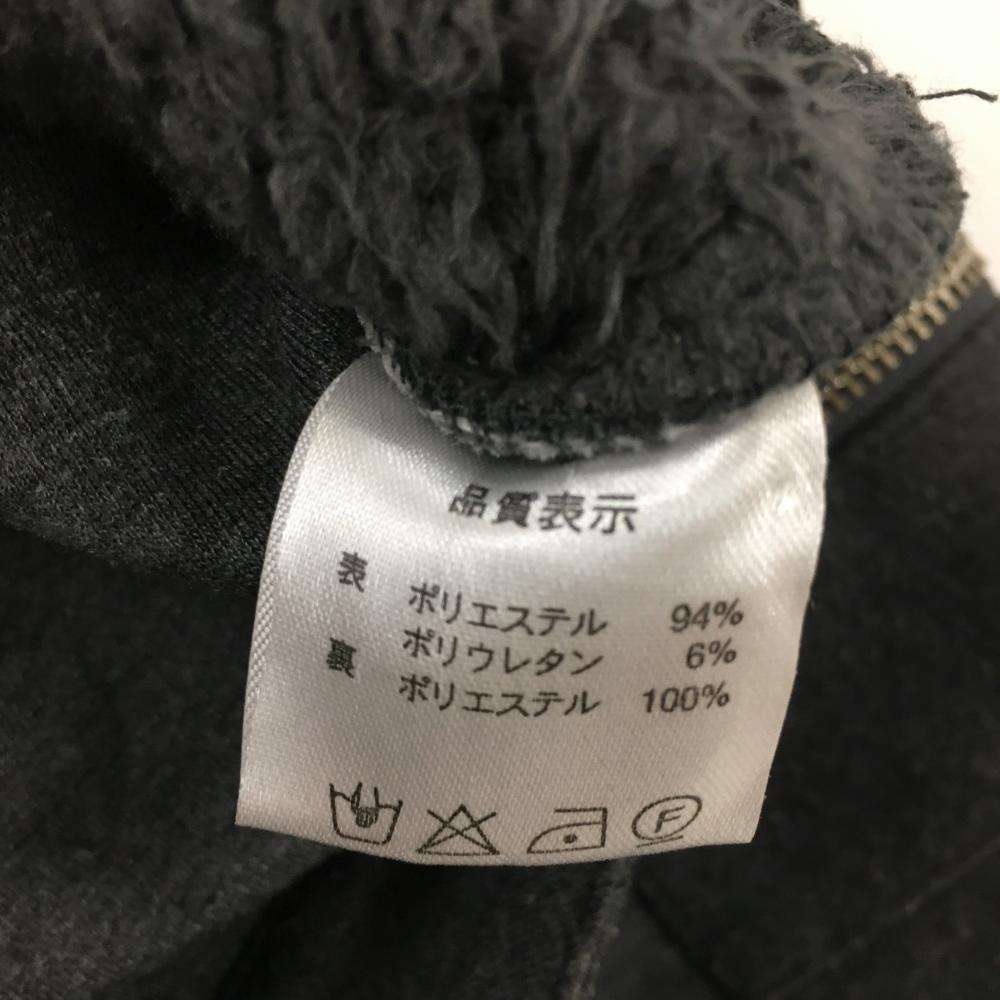 品質表示
表 ポリエステル 94%
ポリウレタン 6%
裏 ポリエステル 100%
F